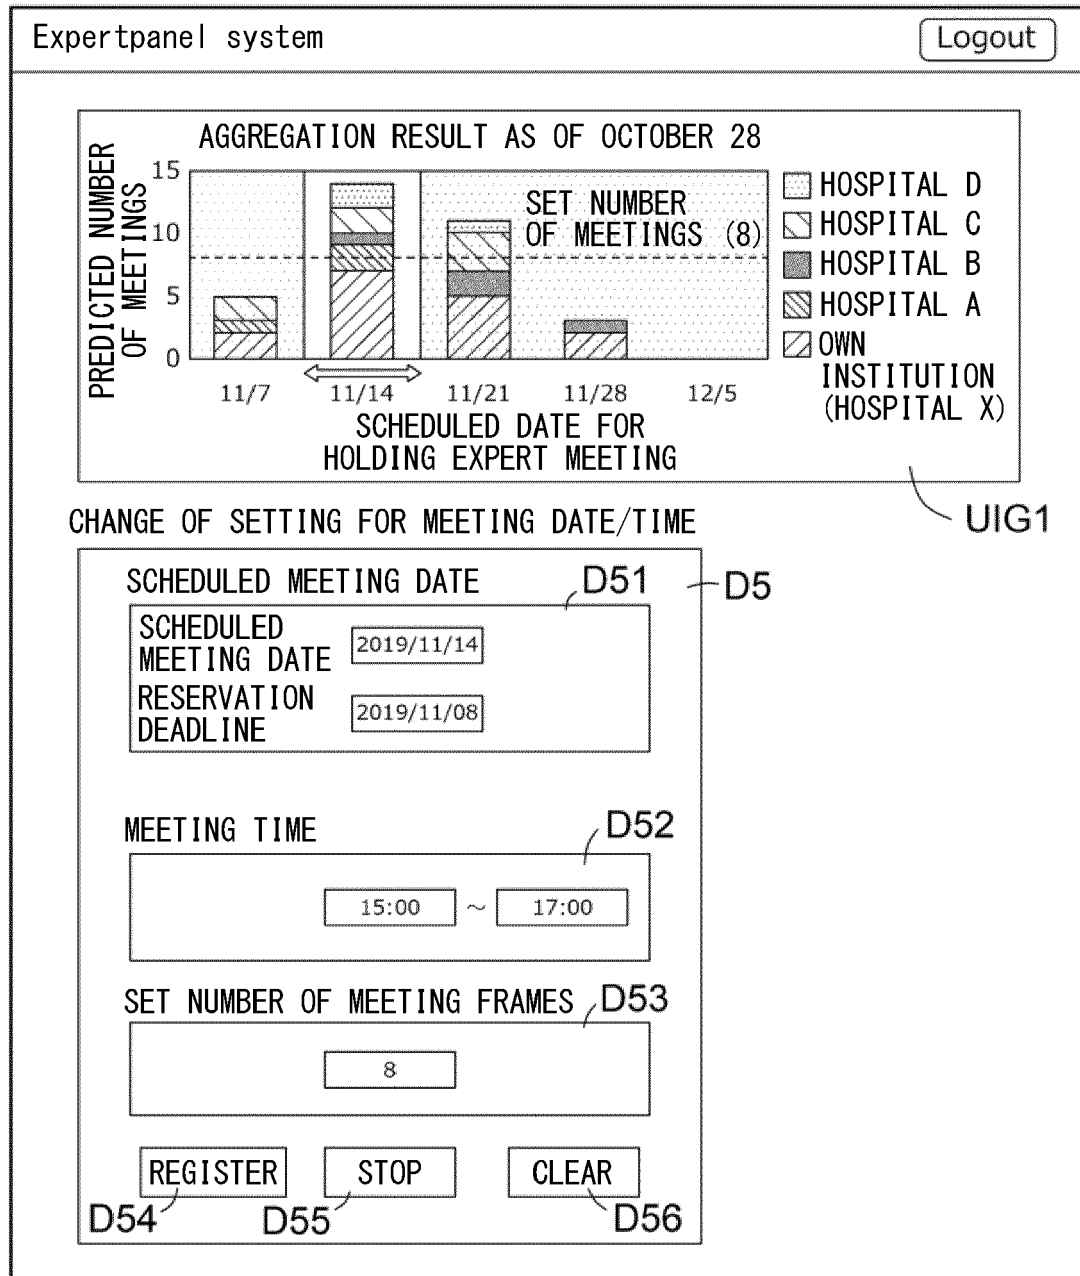 Expertpanel system
Logout
AGGREGATION RESULT AS OF OCTOBER 28
PREDICTED NUMBER
OF MEETINGS
15
10
5
0
SET NUMBER
OF MEETINGS (8)
HOSPITAL D
HOSPITAL C
HOSPITAL B
HOSPITAL A
OWN
INSTITUTION
(HOSPITAL X)
11/7 11/14 11/21 11/28 12/5
SCHEDULED DATE FOR
HOLDING EXPERT MEETING
UIG1
CHANGE OF SETTING FOR MEETING DATE/TIME
D5
SCHEDULED MEETING DATE
D51
SCHEDULED
MEETING DATE
2019/11/14
RESERVATION
DEADLINE
2019/11/08
MEETING TIME
D52
15:00 ~ 17:00
SET NUMBER OF MEETING FRAMES
D53
8
REGISTER STOP CLEAR
D54 D55 D56